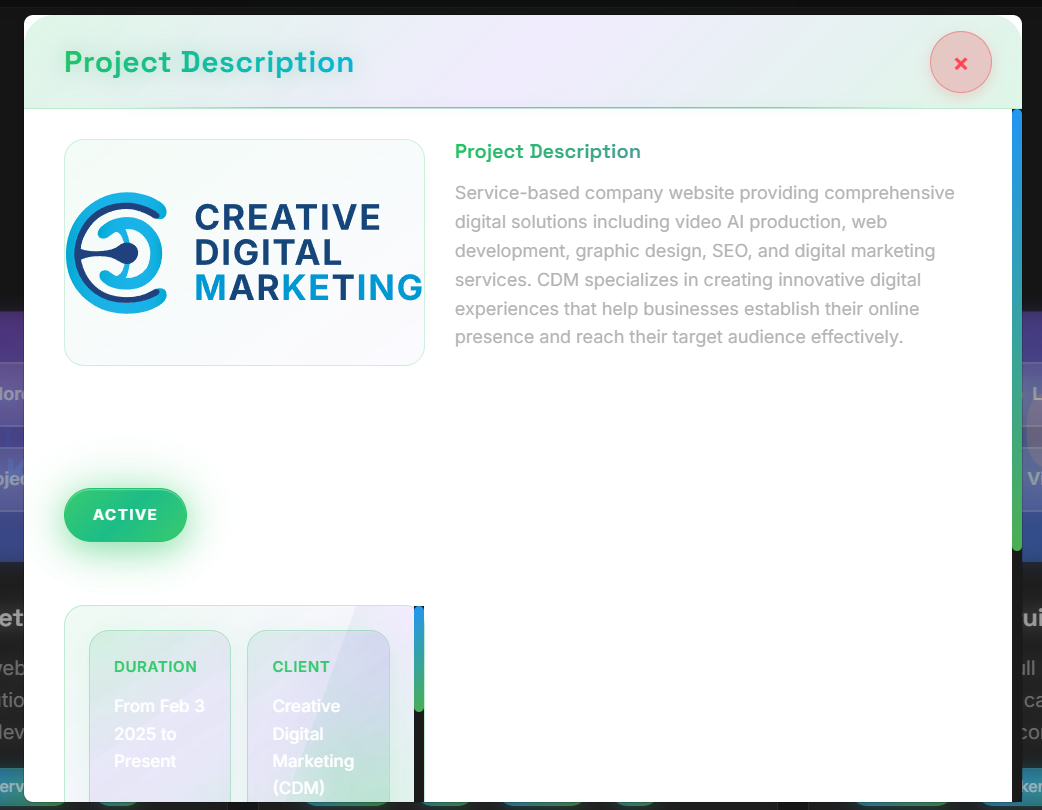 Project Description
×
CREATIVE
DIGITAL
MARKETING
Project Description
Service-based company website providing comprehensive
digital solutions including video AI production, web
development, graphic design, SEO, and digital marketing
services. CDM specializes in creating innovative digital
experiences that help businesses establish their online
presence and reach their target audience effectively.
ACTIVE
DURATION
From Feb 3
2025 to
Present
CLIENT
Creative
Digital
Marketing
(CDM)